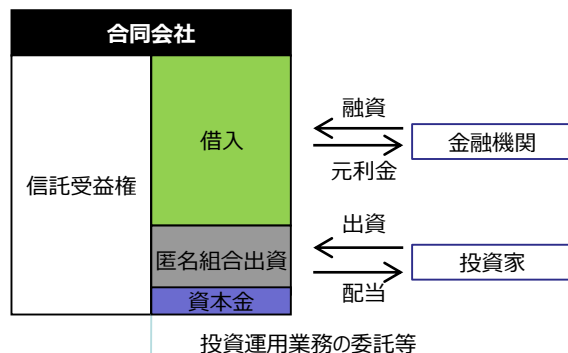 合同会社
信託受益権
借入
匿名組合出資
資本金
融資
元利金
金融機関
出資
配当
投資家
投資運用業務の委託等